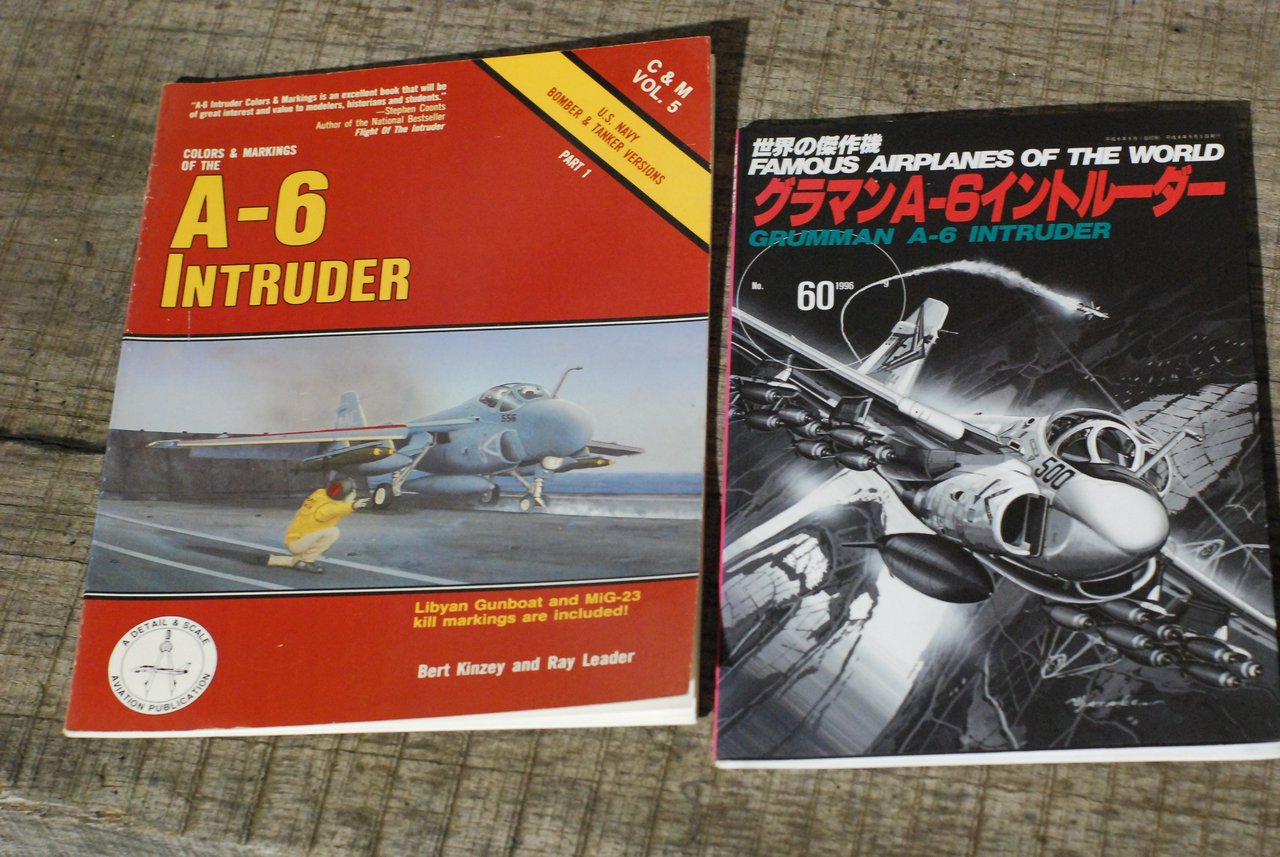 "A-6 Intruder Colors & Markings is an excellent book that will be
of great interest and value to modelers, historians and students."
—Stephen Coonts
Author of the National Bestseller
Flight Of The Intruder
C & M
VOL. 5
U.S. NAVY
BOMBER & TANKER VERSIONS
PART 1
COLORS & MARKINGS
OF THE
A-6
INTRUDER
556
Libyan Gunboat and MiG-23
kill markings are included!
Bert Kinzey and Ray Leader
A DETAIL & SCALE
AVIATION PUBLICATION
世界の傑作機
FAMOUS AIRPLANES OF THE WORLD
グラマンA-6イントルーダー
GRUMMAN A-6 INTRUDER
No. 60 1996 9
500